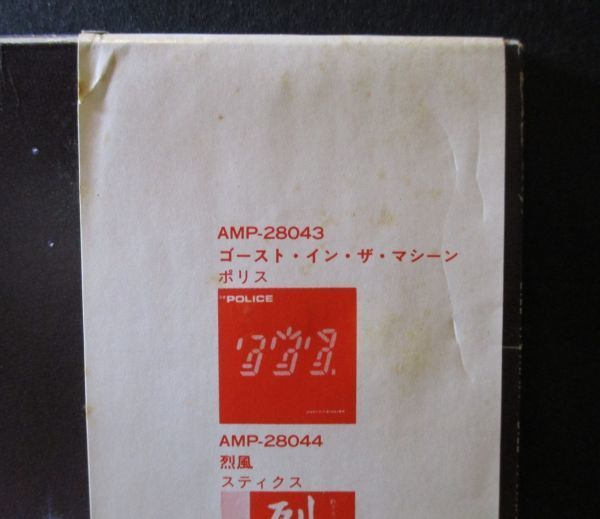 AMP-28043
ゴースト・イン・ザ・マシーン
ポリス
THE POLICE
AMP-28044
烈風
スティクス
烈